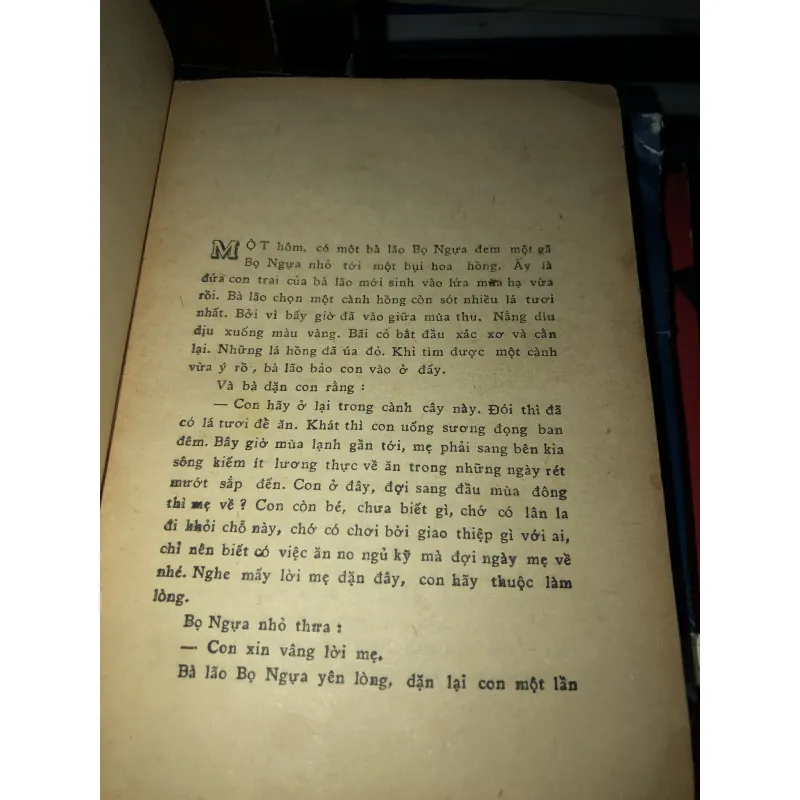 MỘT hôm, có một bà lão Bọ Ngựa đem một gã
Bọ Ngựa nhỏ tới một bụi hoa hồng. Ấy là
đứa con trai của bà lão mới sinh vào lứa mùa hạ vừa
rồi. Bà lão chọn một cành hồng còn sót nhiều lá tươi
nhất. Bởi vì bấy giờ đã vào giữa mùa thu. Nắng dìu
dịu xuống màu vàng. Bãi cỏ bắt đầu xác xơ và cằn
lại. Những lá hồng đã úa đỏ. Khi tìm được một cành
vừa ý rồi, bà lão bảo con vào ở đấy.
Và bà dặn con rằng :
— Con hãy ở lại trong cành cây này. Đói thì đã
có lá tươi để ăn. Khát thì con uống sương đọng ban
đêm. Bây giờ mùa lạnh gần tới, mẹ phải sang bên kia
sông kiếm ít lương thực về ăn trong những ngày rét
mướt sắp đến. Con ở đây, đợi sang đầu mùa đông
thì mẹ về ? Con còn bé, chưa biết gì, chớ có lân la
đi khỏi chỗ này, chớ có chơi bời giao thiệp gì với ai,
chỉ nên biết có việc ăn no ngủ kỹ mà đợi ngày mẹ về
nhé. Nghe mấy lời mẹ dặn đây, con hãy thuộc làm
lòng.
Bọ Ngựa nhỏ thưa :
— Con xin vâng lời mẹ.
Bà lão Bọ Ngựa yên lòng, dặn lại con một lần